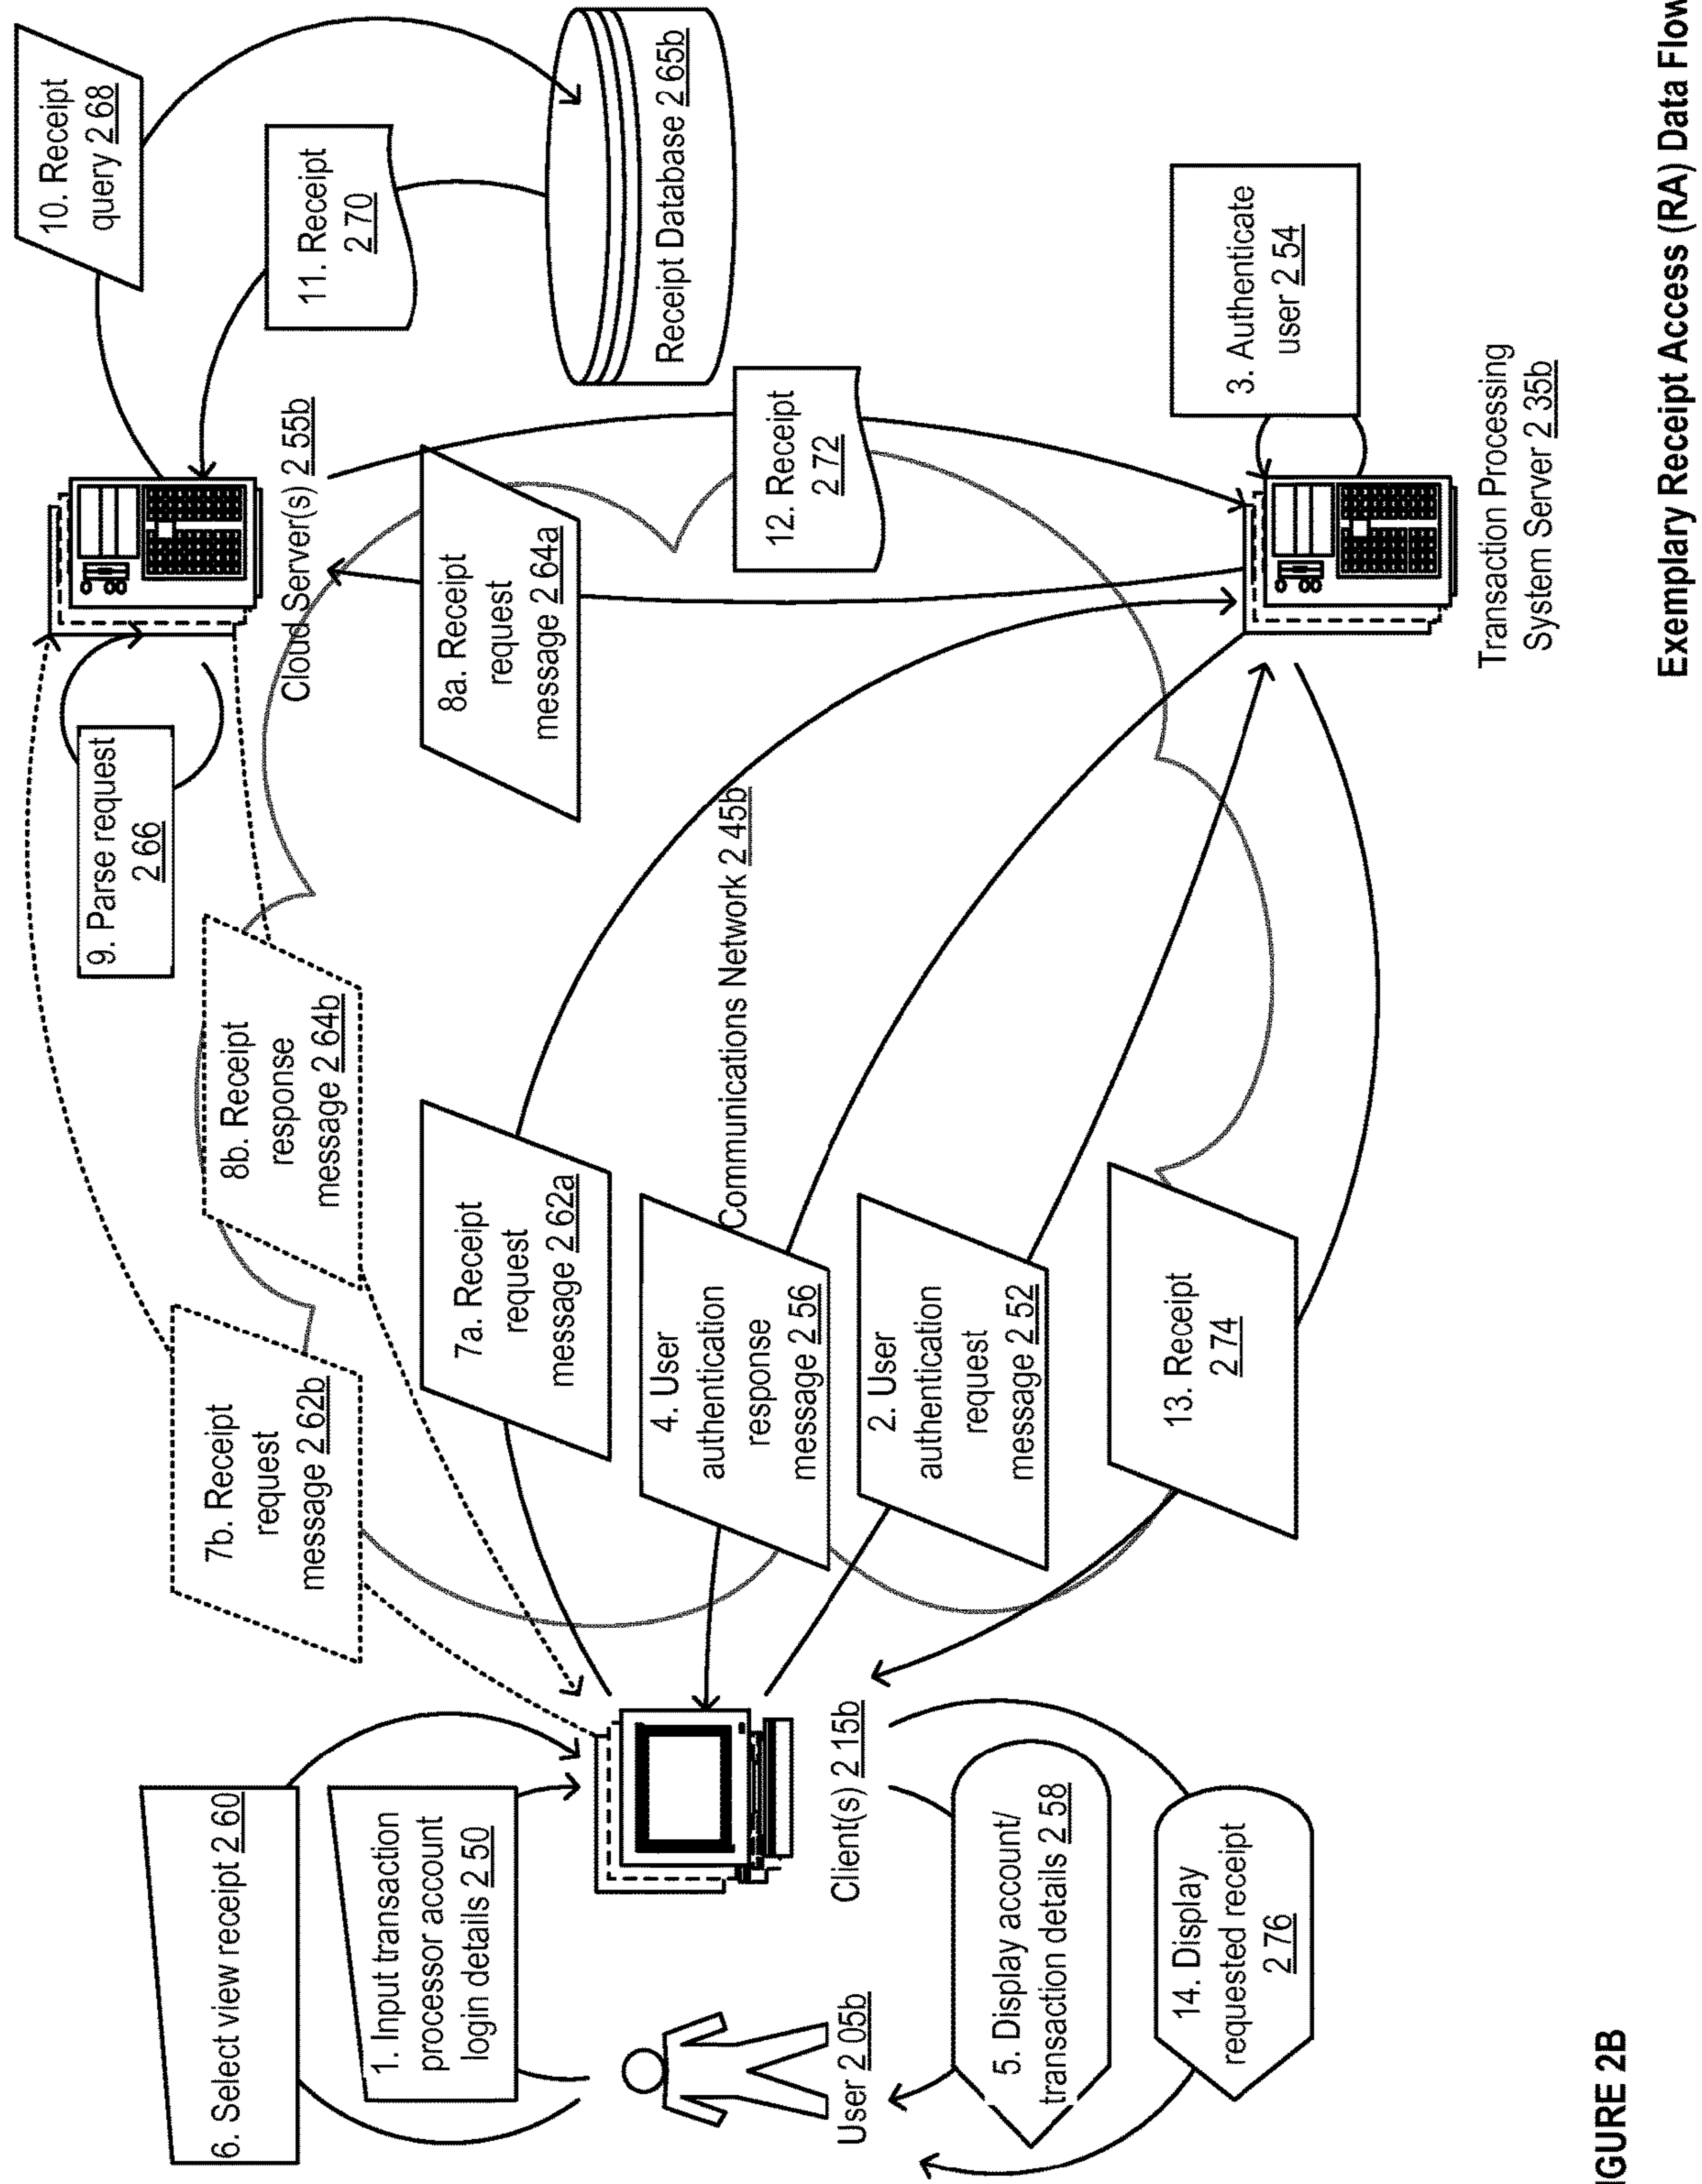 6. Select view receipt 2 60
1. Input transaction
processor account
login details 2 50
User 2 05b
5. Display account/
transaction details 2 58
14. Display
requested receipt
2 76
Client(s) 2 15b
7b. Receipt
request
message 2 62b
8b. Receipt
response
message 2 64b
7a. Receipt
request
message 2 62a
4. User
authentication
response
message 2 56
2. User
authentication
request
message 2 52
13. Receipt
2 74
Communications Network 2 45b
9. Parse request
2 66
Cloud Server(s) 2 55b
8a. Receipt
request
message 2 64a
12. Receipt
2 72
10. Receipt
query 2 68
11. Receipt
2 70
Receipt Database 2 65b
3. Authenticate
user 2 54
Transaction Processing
System Server 2 35b
IGURE 2B
Exemplary Receipt Access (RA) Data Flow